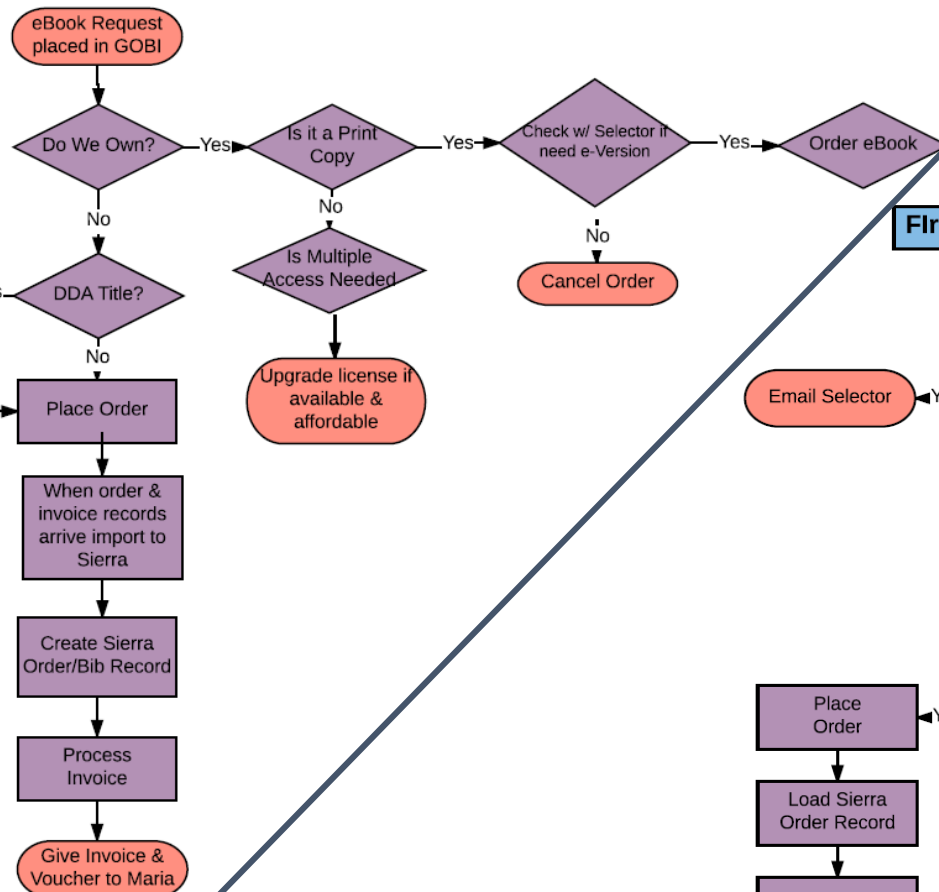 eBook Request
placed in GOBI
Do We Own?
Yes
Is it a Print
Copy
Yes
Check w/ Selector if
need e-Version
Yes
Order eBook
No
No
No
FIr
Is Multiple
Access Needed
Cancel Order
DDA Title?
No
Upgrade license if
available &
affordable
Place Order
Email Selector
Y
When order &
invoice records
arrive import to
Sierra
Create Sierra
Order/Bib Record
Place
Order
Y
Process
Invoice
Load Sierra
Order Record
Give Invoice &
Voucher to Maria